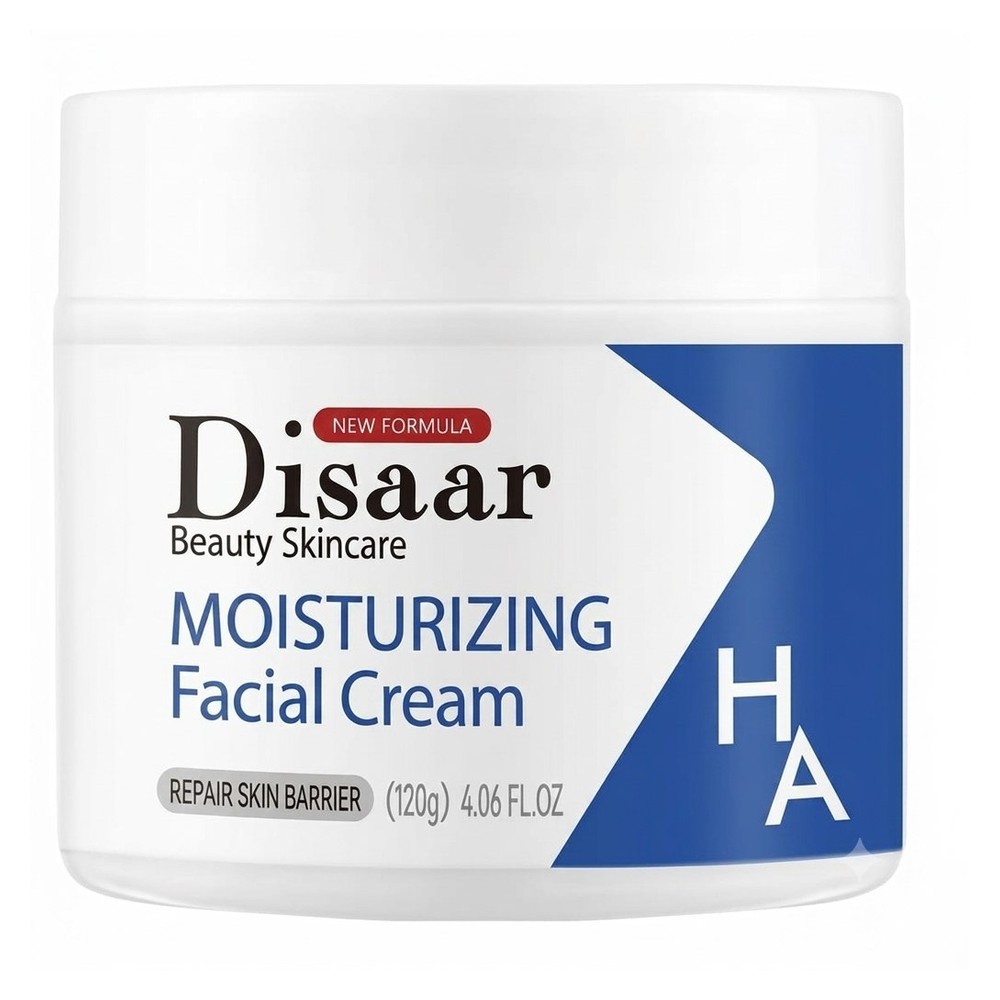 NEW FORMULA
Disaar
Beauty Skincare
MOISTURIZING
Facial Cream
REPAIR SKIN BARRIER (120g) 4.06 FL.OZ
H
A